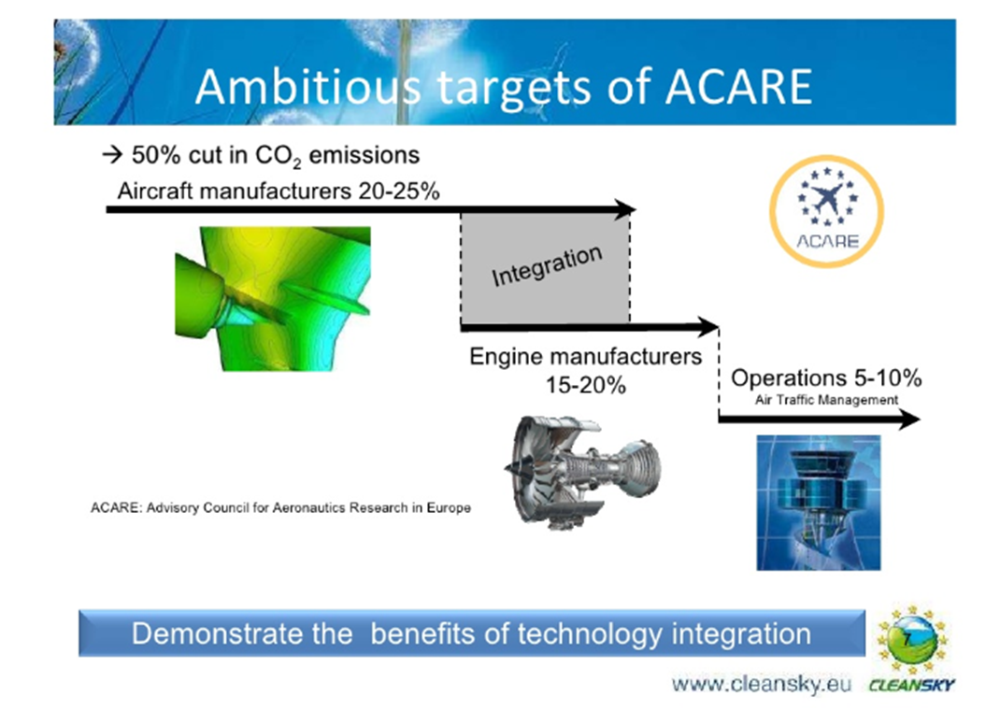 Ambitious targets of ACARE
→ 50% cut in CO₂ emissions
Aircraft manufacturers 20-25%
ACARE
Integration
Engine manufacturers
15-20%
Operations 5-10%
Air Traffic Management
ACARE: Advisory Council for Aeronautics Research in Europe
Demonstrate the  benefits of technology integration
7
www.cleansky.eu
CLEANSKY